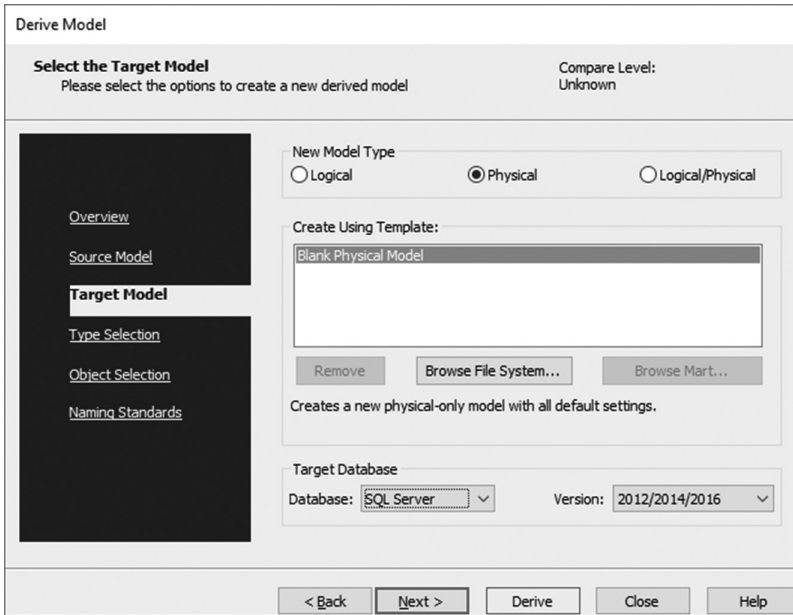 Derive Model
Select the Target Model
Please select the options to create a new derived model
Compare Level:
Unknown
Overview
Source Model
Target Model
Type Selection
Object Selection
Naming Standards
New Model Type
Logical
Physical
Logical/Physical
Create Using Template:
Blank Physical Model
Remove
Browse File System...
Browse Mart...
Creates a new physical-only model with all default settings.
Target Database
Database: SQL Server
Version: 2012/2014/2016
< Back
Next >
Derive
Close
Help